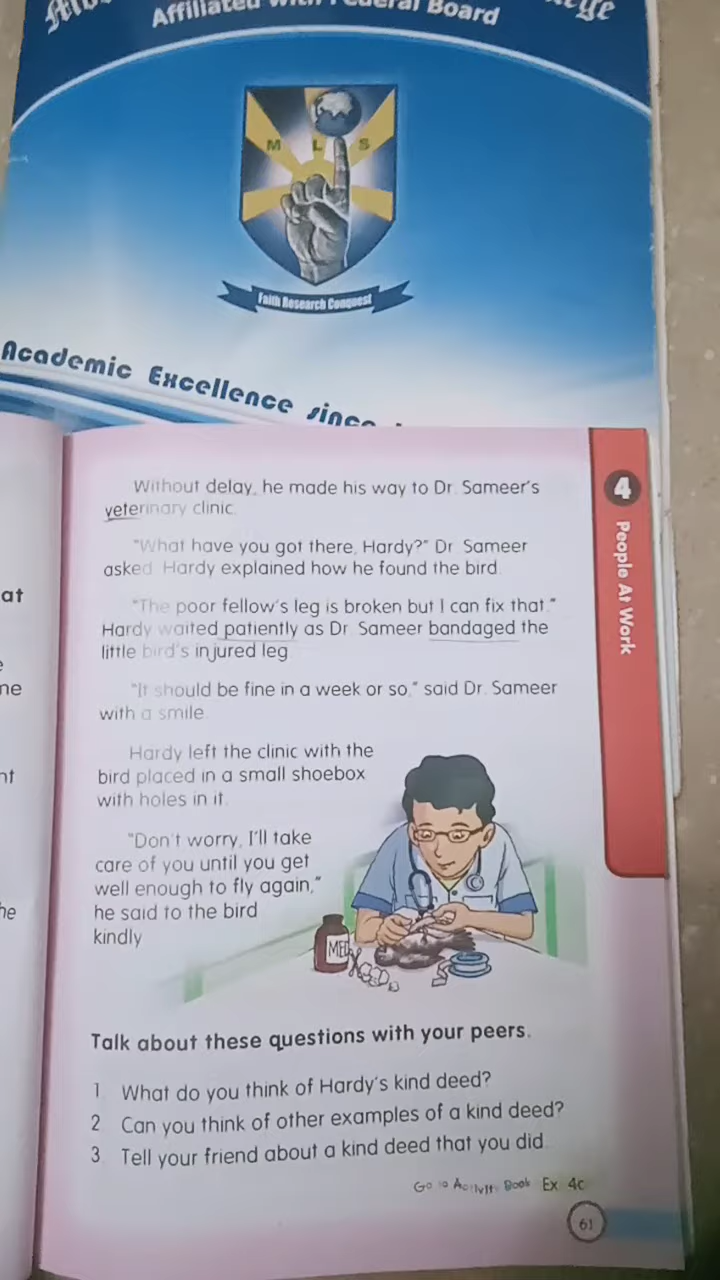 Affiliated with Federal Board
M L S
Faith Research Conquest
Academic Excellence since
Without delay, he made his way to Dr. Sameer's
veterinary clinic.
"What have you got there, Hardy?" Dr. Sameer
asked. Hardy explained how he found the bird.
"The poor fellow's leg is broken but I can fix that."
Hardy waited patiently as Dr. Sameer bandaged the
little bird's injured leg.
"It should be fine in a week or so," said Dr. Sameer
with a smile.
Hardy left the clinic with the
bird placed in a small shoebox
with holes in it.
"Don't worry, I'll take
care of you until you get
well enough to fly again,"
he said to the bird
kindly.
MED
Talk about these questions with your peers.
1 What do you think of Hardy's kind deed?
2 Can you think of other examples of a kind deed?
3 Tell your friend about a kind deed that you did.
Go to Activity Book Ex 4c
61
4
People At Work
at